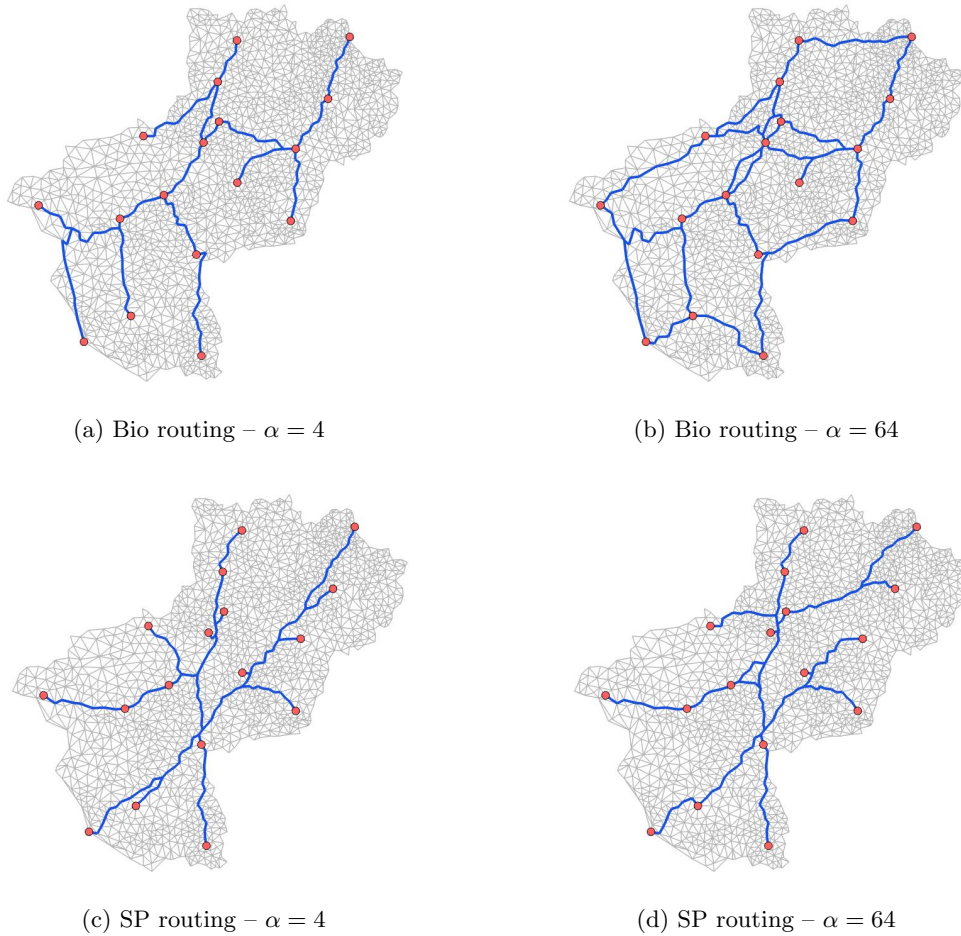 (a) Bio routing – α = 4
(b) Bio routing – α = 64
(c) SP routing – α = 4
(d) SP routing – α = 64